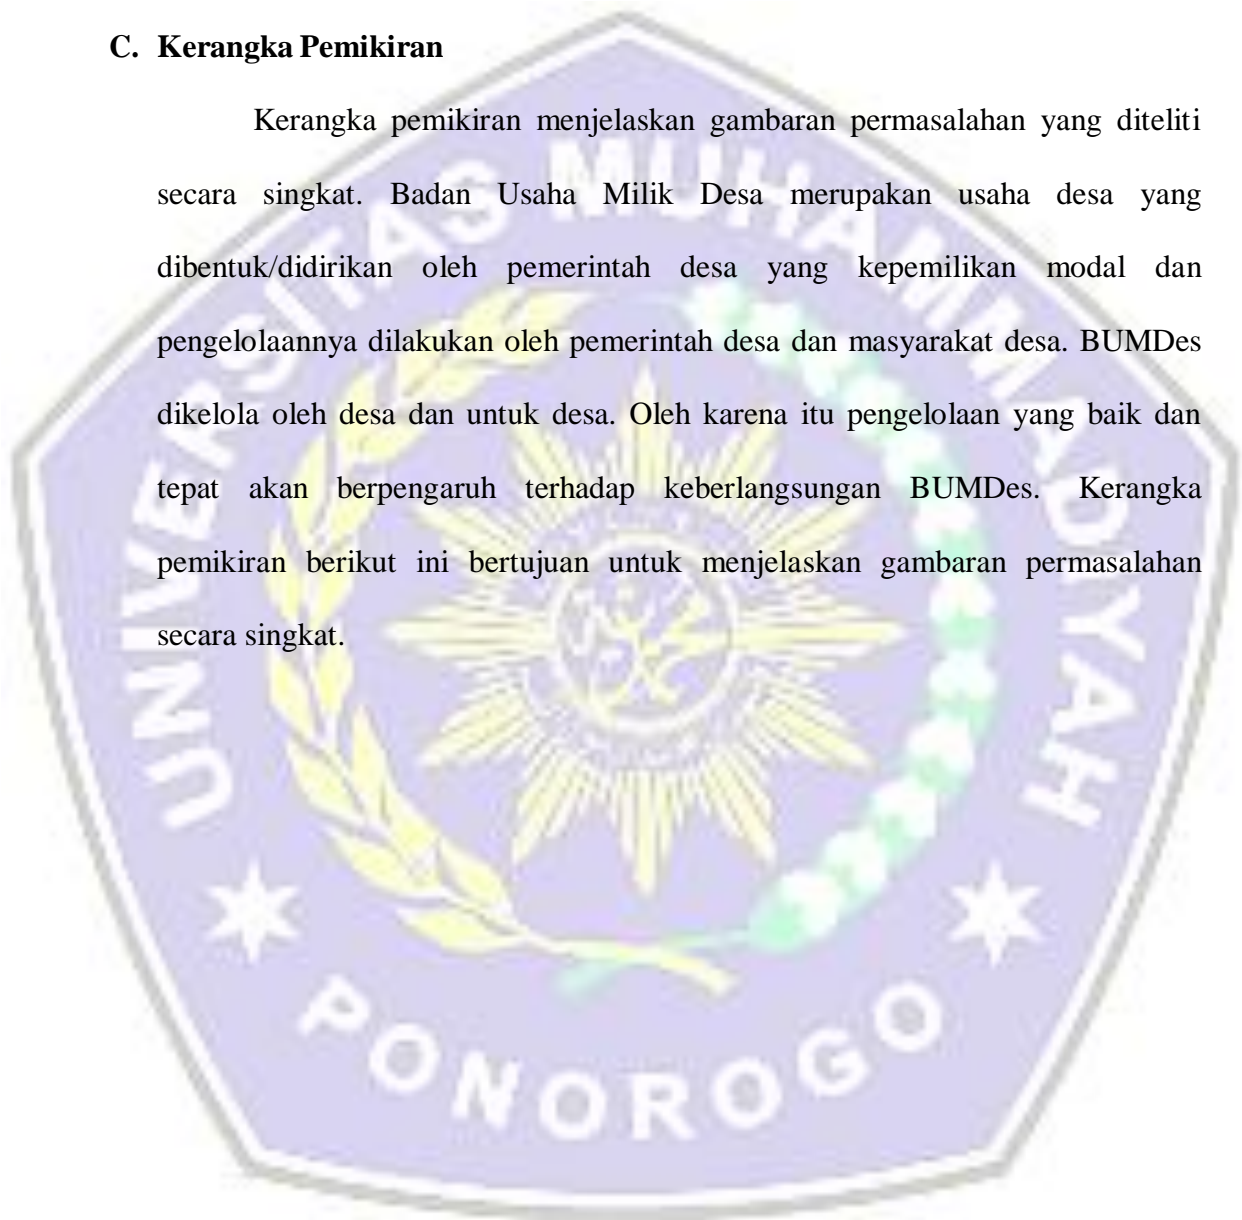 C. Kerangka Pemikiran
Kerangka pemikiran menjelaskan gambaran permasalahan yang diteliti
secara singkat. Badan Usaha Milik Desa merupakan usaha desa yang
dibentuk/didirikan oleh pemerintah desa yang kepemilikan modal dan
pengelolaannya dilakukan oleh pemerintah desa dan masyarakat desa. BUMDes
dikelola oleh desa dan untuk desa. Oleh karena itu pengelolaan yang baik dan
tepat akan berpengaruh terhadap keberlangsungan BUMDes. Kerangka
pemikiran berikut ini bertujuan untuk menjelaskan gambaran permasalahan
secara singkat.
UNIVERSITAS MUHAMMADIYAH
PONOROGO